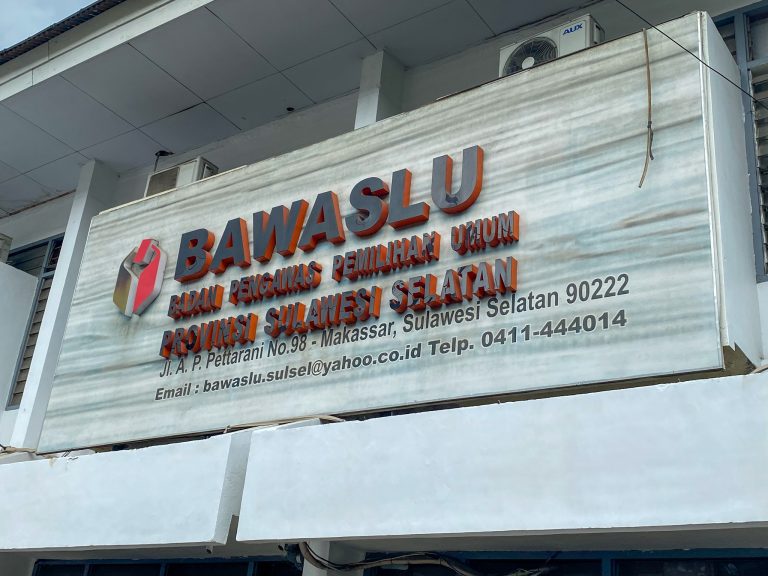 AUX
BAWASLU
BADAN PENGAWAS PEMILIHAN UMUM
PROVINSI SULAWESI SELATAN
Jl. A. P. Pettarani No.98 - Makassar, Sulawesi Selatan 90222
Email : bawaslu.sulsel@yahoo.co.id Telp. 0411-444014